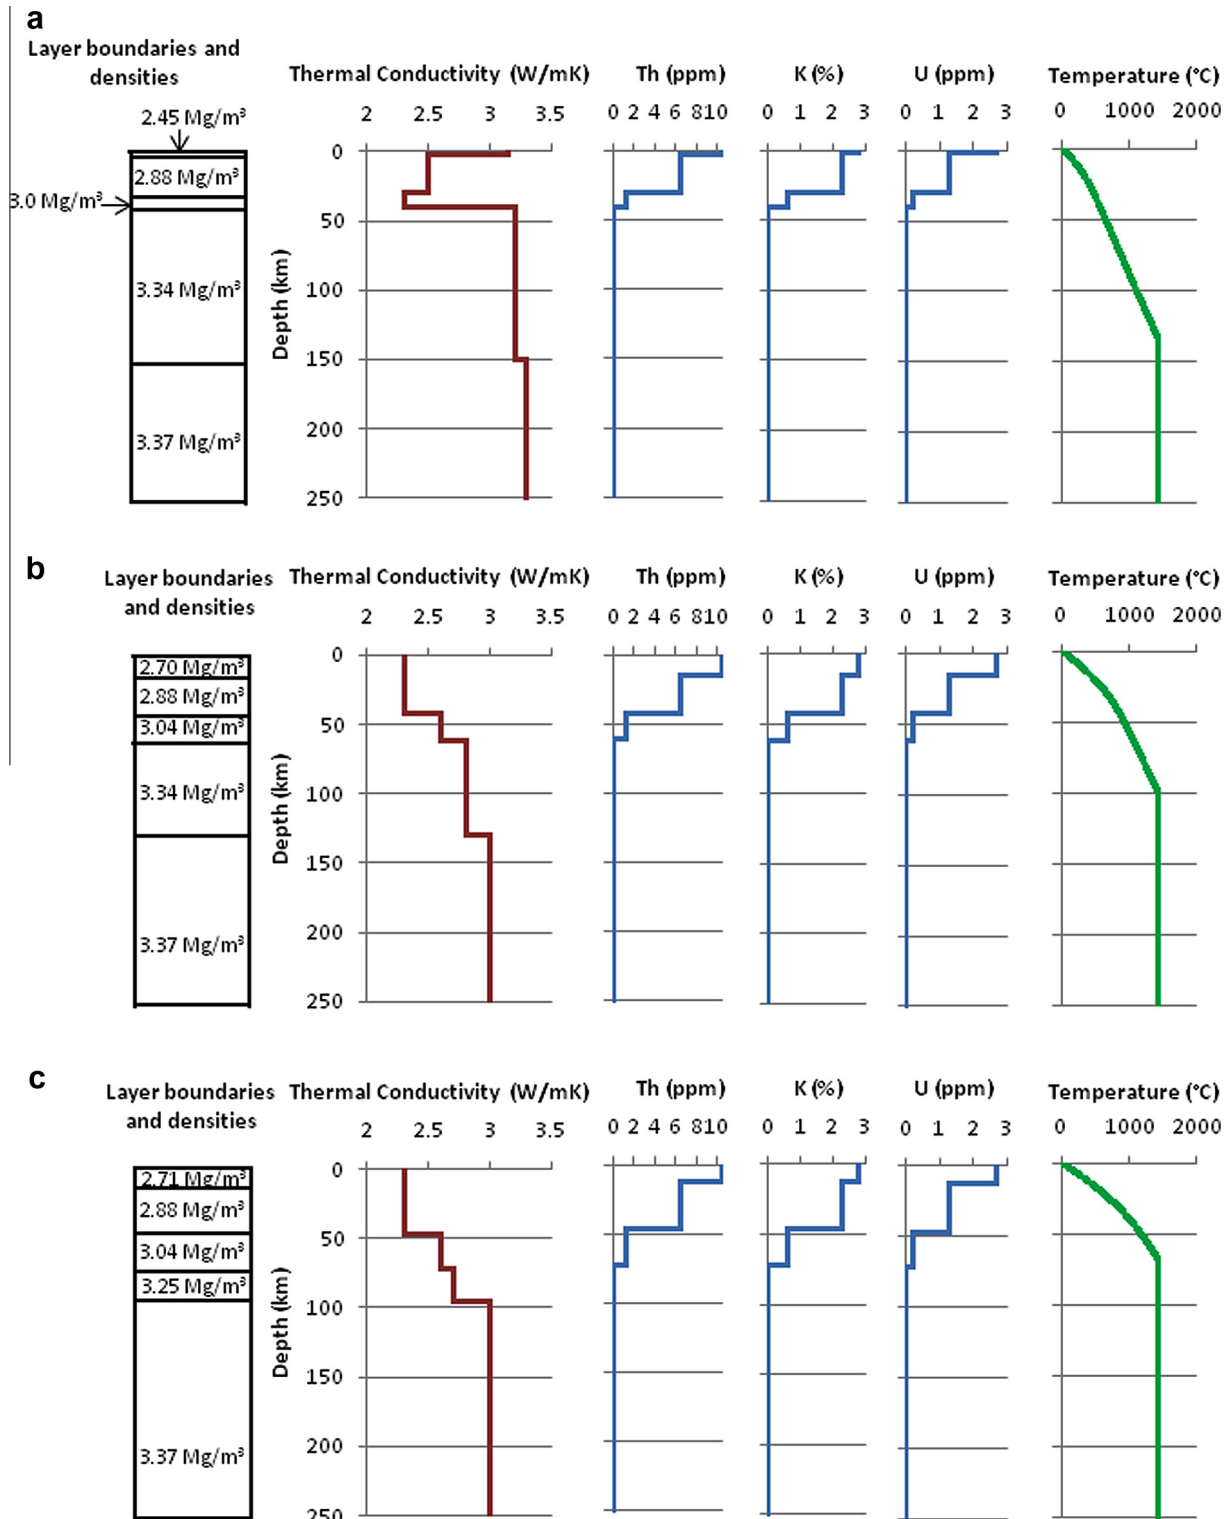 a
Layer boundaries and
densities
Thermal Conductivity (W/mK)
Th (ppm)
K (%)
U (ppm)
Temperature (°C)
2 2.5 3 3.5
0 2 4 6 8 10
0 1 2 3
0 1 2 3
0 1000 2000
2.45 Mg/m³
2.88 Mg/m³
3.0 Mg/m³
3.34 Mg/m³
3.37 Mg/m³
Depth (km)
0
50
100
150
200
250
b
Layer boundaries
and densities
Thermal Conductivity (W/mK)
Th (ppm)
K (%)
U (ppm)
Temperature (°C)
2 2.5 3 3.5
0 2 4 6 8 10
0 1 2 3
0 1 2 3
0 1000 2000
2.70 Mg/m³
2.88 Mg/m³
3.04 Mg/m³
3.34 Mg/m³
3.37 Mg/m³
Depth (km)
0
50
100
150
200
250
c
Layer boundaries
and densities
Thermal Conductivity (W/mK)
Th (ppm)
K (%)
U (ppm)
Temperature (°C)
2 2.5 3 3.5
0 2 4 6 8 10
0 1 2 3
0 1 2 3
0 1000 2000
2.71 Mg/m³
2.88 Mg/m³
3.04 Mg/m³
3.25 Mg/m³
3.37 Mg/m³
Depth (km)
0
50
100
150
200
250